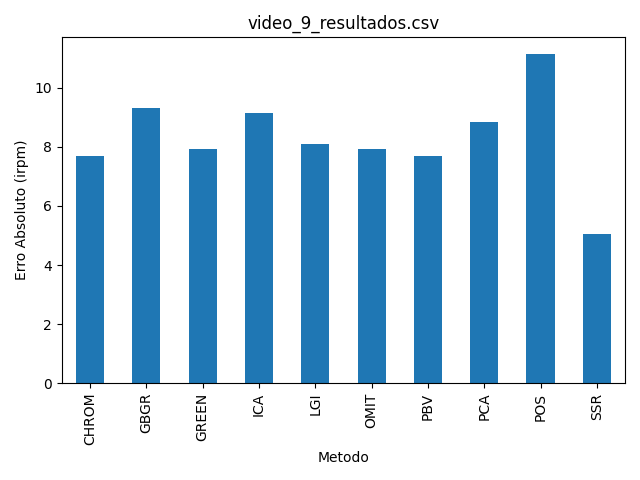 video_9_resultados.csv
Erro Absoluto (irpm)
10
8
6
4
2
0
CHROM
GBGR
GREEN
ICA
LGI
OMIT
PBV
PCA
POS
SSR
Metodo